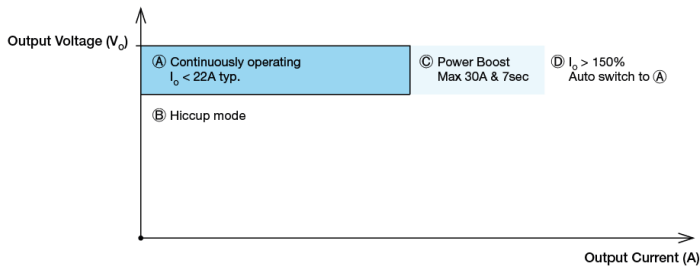 Output Voltage (Vo)
Ⓐ Continuously operating
Io < 22A typ.
Ⓒ Power Boost
Max 30A & 7sec
Ⓓ Io > 150%
Auto switch to Ⓐ
Ⓑ Hiccup mode
Output Current (A)